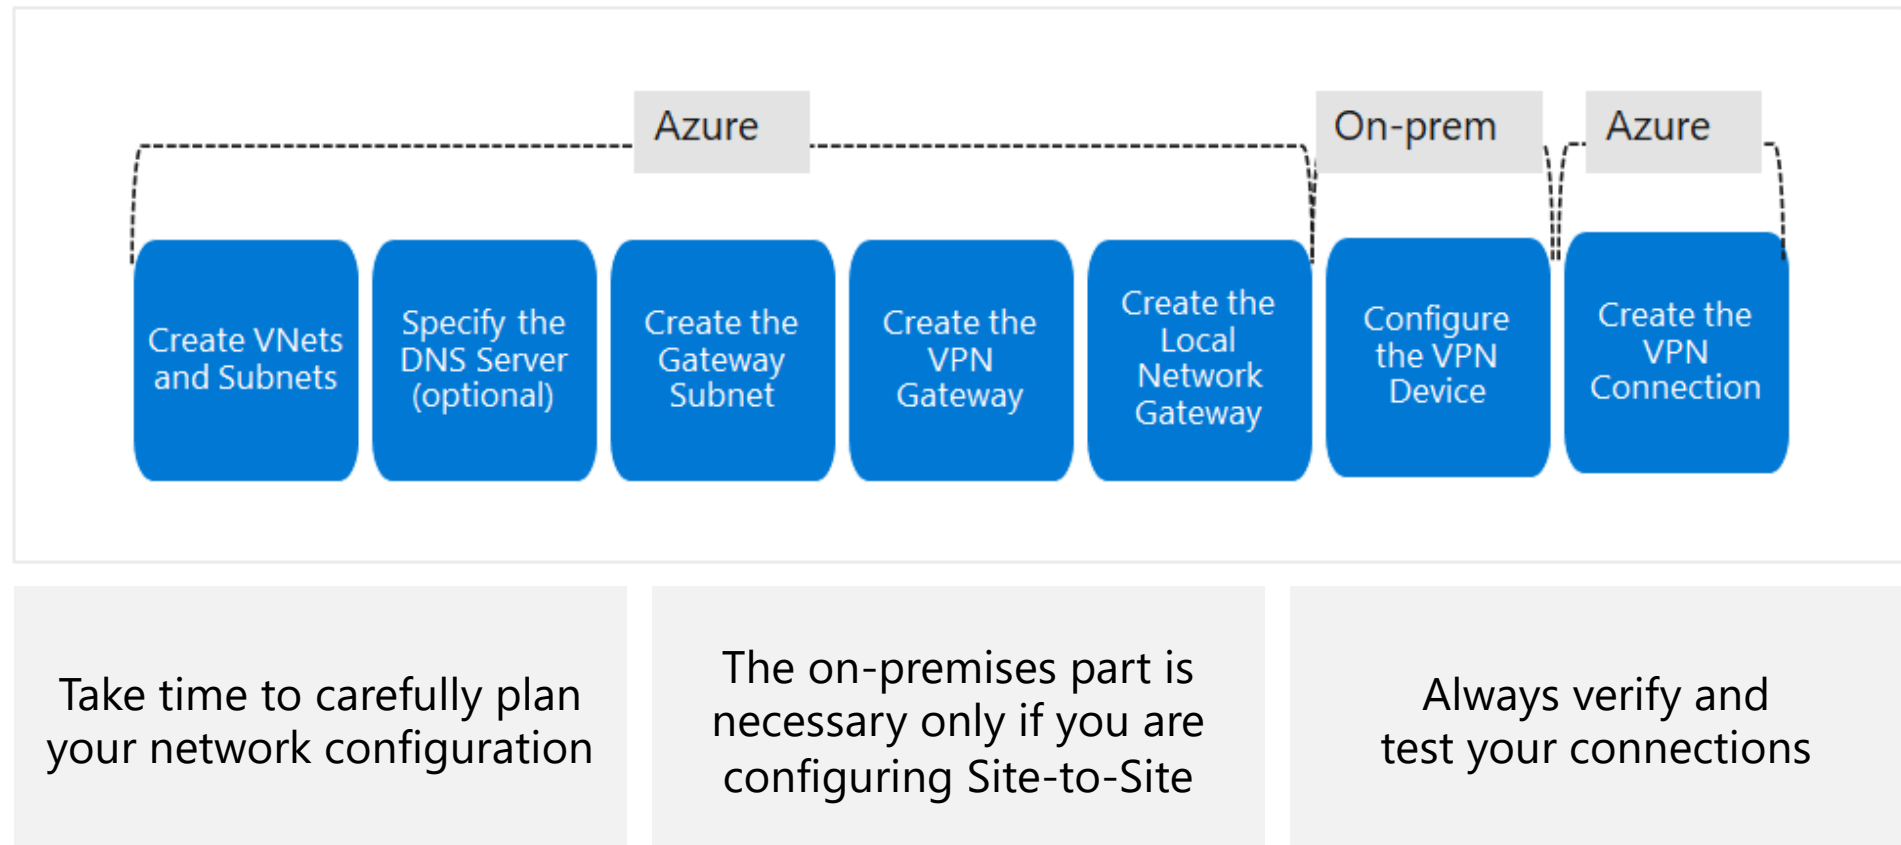 Azure
On-prem
Azure
Create VNets
and Subnets
Specify the
DNS Server
(optional)
Create the
Gateway
Subnet
Create the
VPN
Gateway
Create the
Local
Network
Gateway
Configure
the VPN
Device
Create the
VPN
Connection
Take time to carefully plan
your network configuration
The on-premises part is
necessary only if you are
configuring Site-to-Site
Always verify and
test your connections